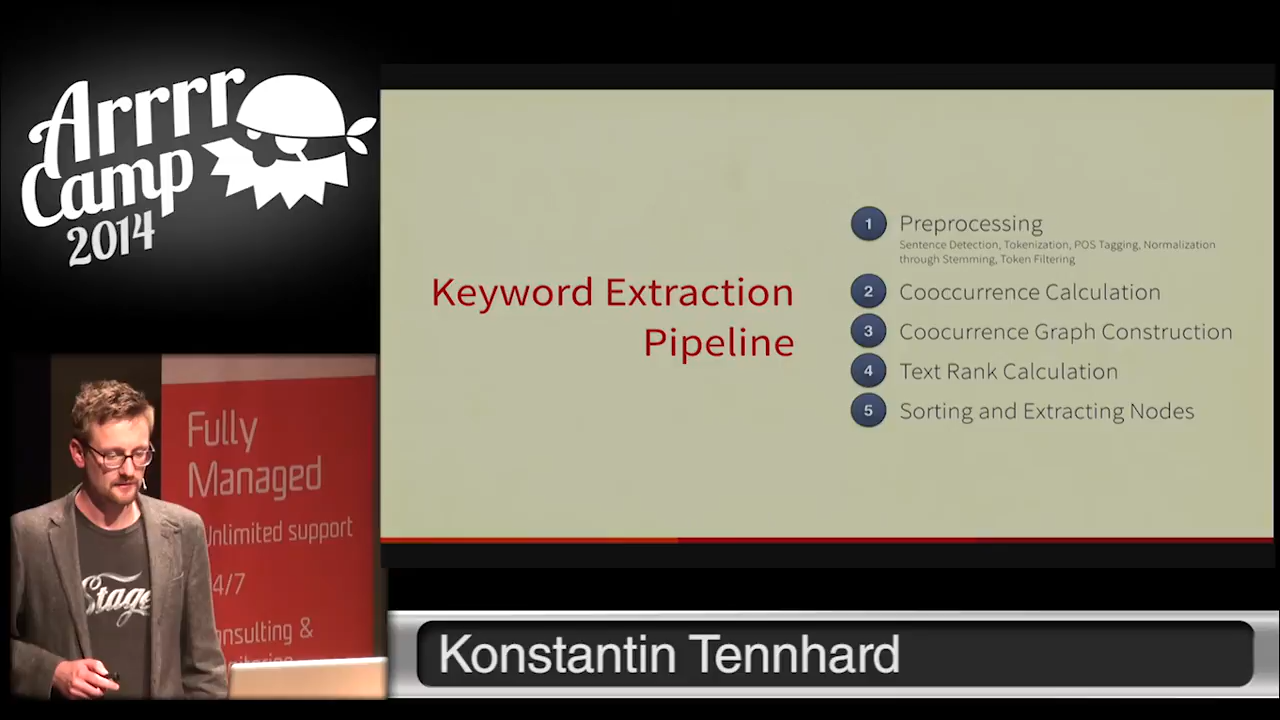 Arrrr
Camp
2014
Keyword Extraction
Pipeline
1 Preprocessing
Sentence Detection, Tokenization, POS Tagging, Normalization
through Stemming, Token Filtering
2 Cooccurrence Calculation
3 Coocurrence Graph Construction
4 Text Rank Calculation
5 Sorting and Extracting Nodes
Fully
Managed
Unlimited support
4/7
onsulting &
Stage
Konstantin Tennhard